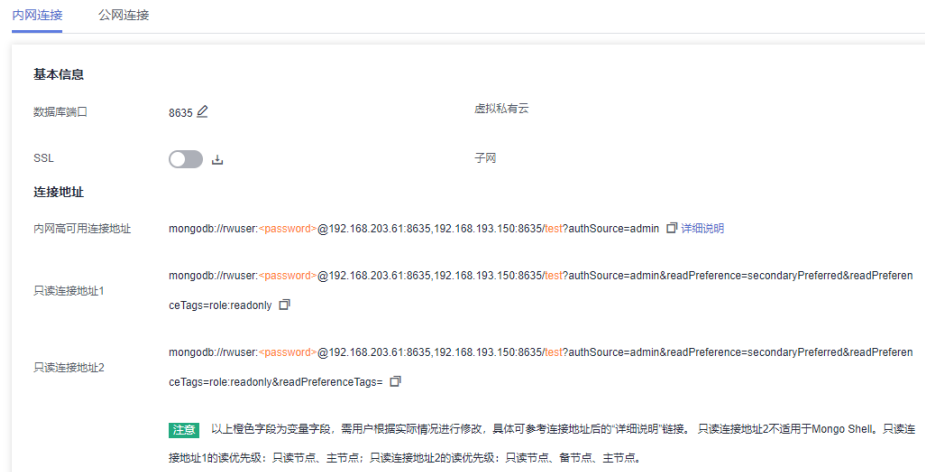 内网连接 公网连接
基本信息
数据库端口 8635 虚拟私有云
SSL 子网
连接地址
内网高可用连接地址 mongodb://rwuser:<password>@192.168.203.61:8635,192.168.193.150:8635/test?authSource=admin 详细说明
只读连接地址1 mongodb://rwuser:<password>@192.168.203.61:8635,192.168.193.150:8635/test?authSource=admin&readPreference=secondaryPreferred&readPreferen
ceTags=role:readonly
只读连接地址2 mongodb://rwuser:<password>@192.168.203.61:8635,192.168.193.150:8635/test?authSource=admin&readPreference=secondaryPreferred&readPreferen
ceTags=role:readonly&readPreferenceTags=
注意 以上橙色字段为变量字段，需用户根据实际情况进行修改，具体可参考连接地址后的“详细说明”链接。 只读连接地址2不适用于Mongo Shell。只读连
接地址1的读优先级：只读节点、主节点；只读连接地址2的读优先级：只读节点、备节点、主节点。